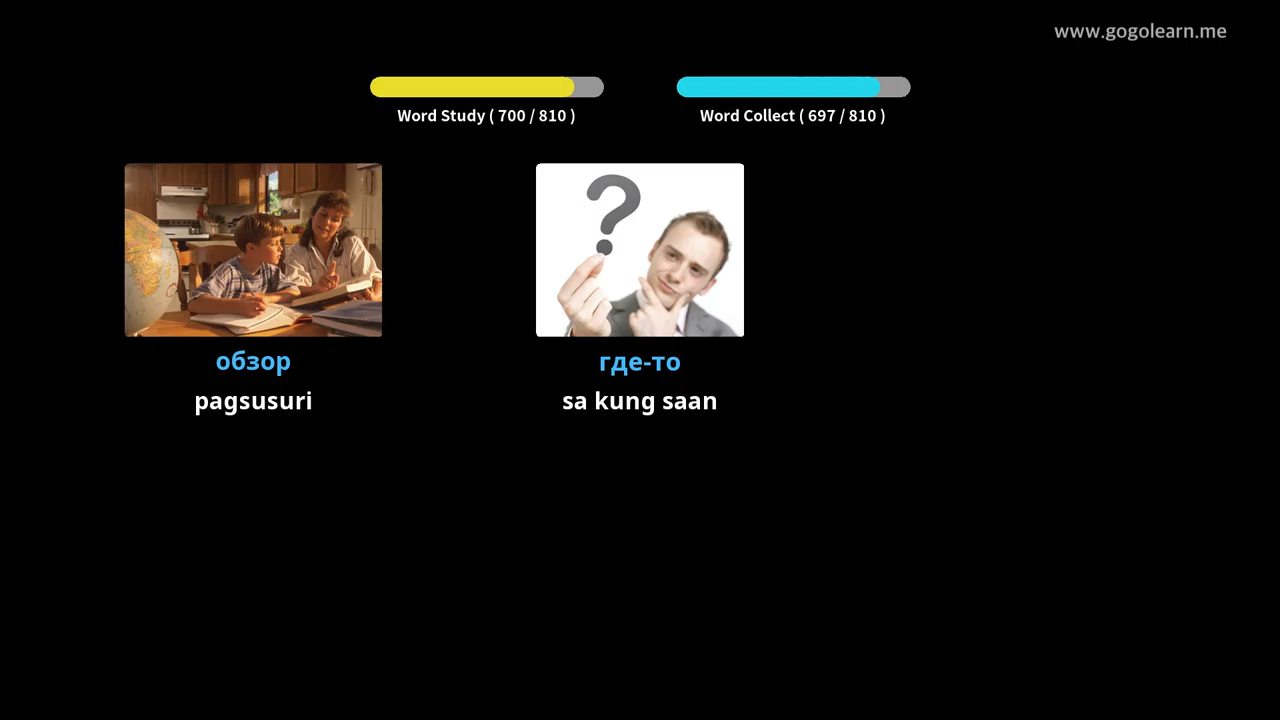 www.gogolearn.me
Word Study ( 700 / 810 )
Word Collect ( 697 / 810 )
обзор
pagsusuri
где-то
sa kung saan